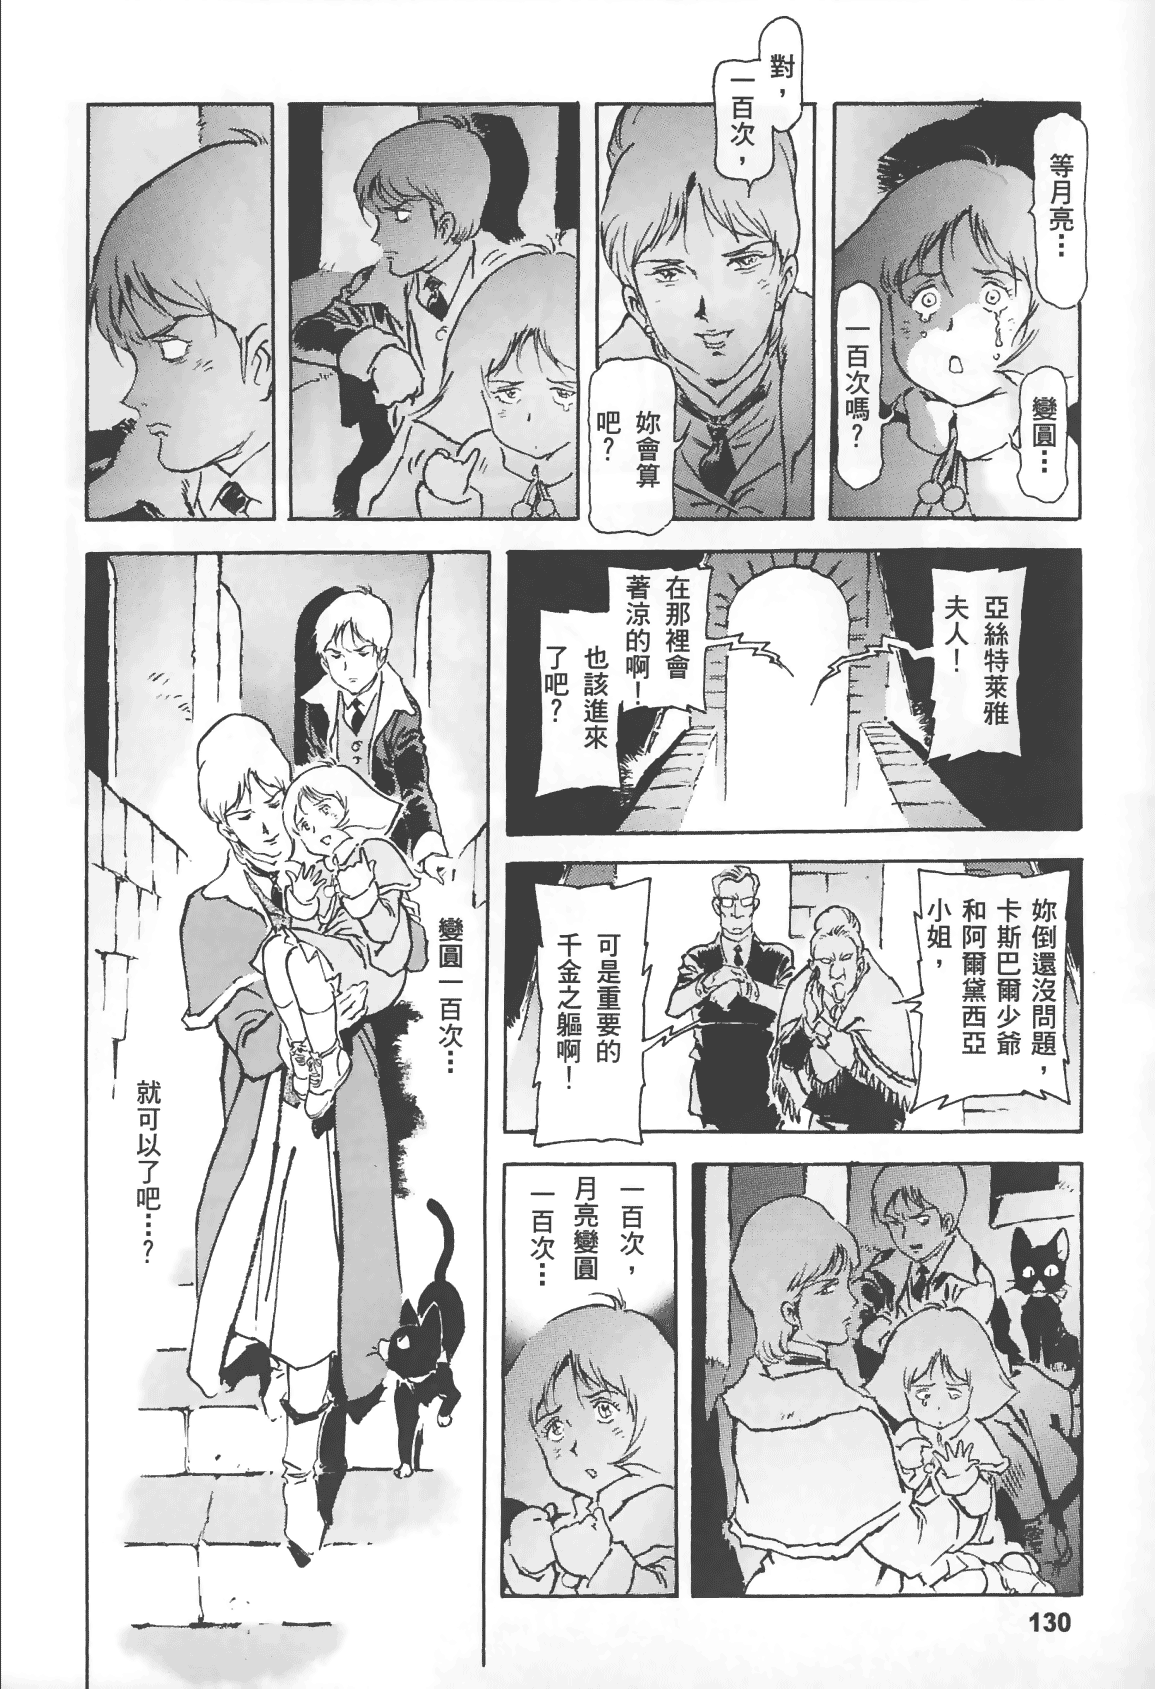 等月亮…
變圓…
一百次嗎？
對，
一百次，
妳會算
吧？
亞絲特萊雅
夫人！
在那裡會
著涼的啊！
也該進來
了吧？
妳倒還沒問題，
卡斯巴爾少爺
和阿爾黛西亞
小姐，
可是重要的
千金之軀啊！
一百次，
月亮變圓
一百次…
變圓一百次…
就可以了吧…？
130